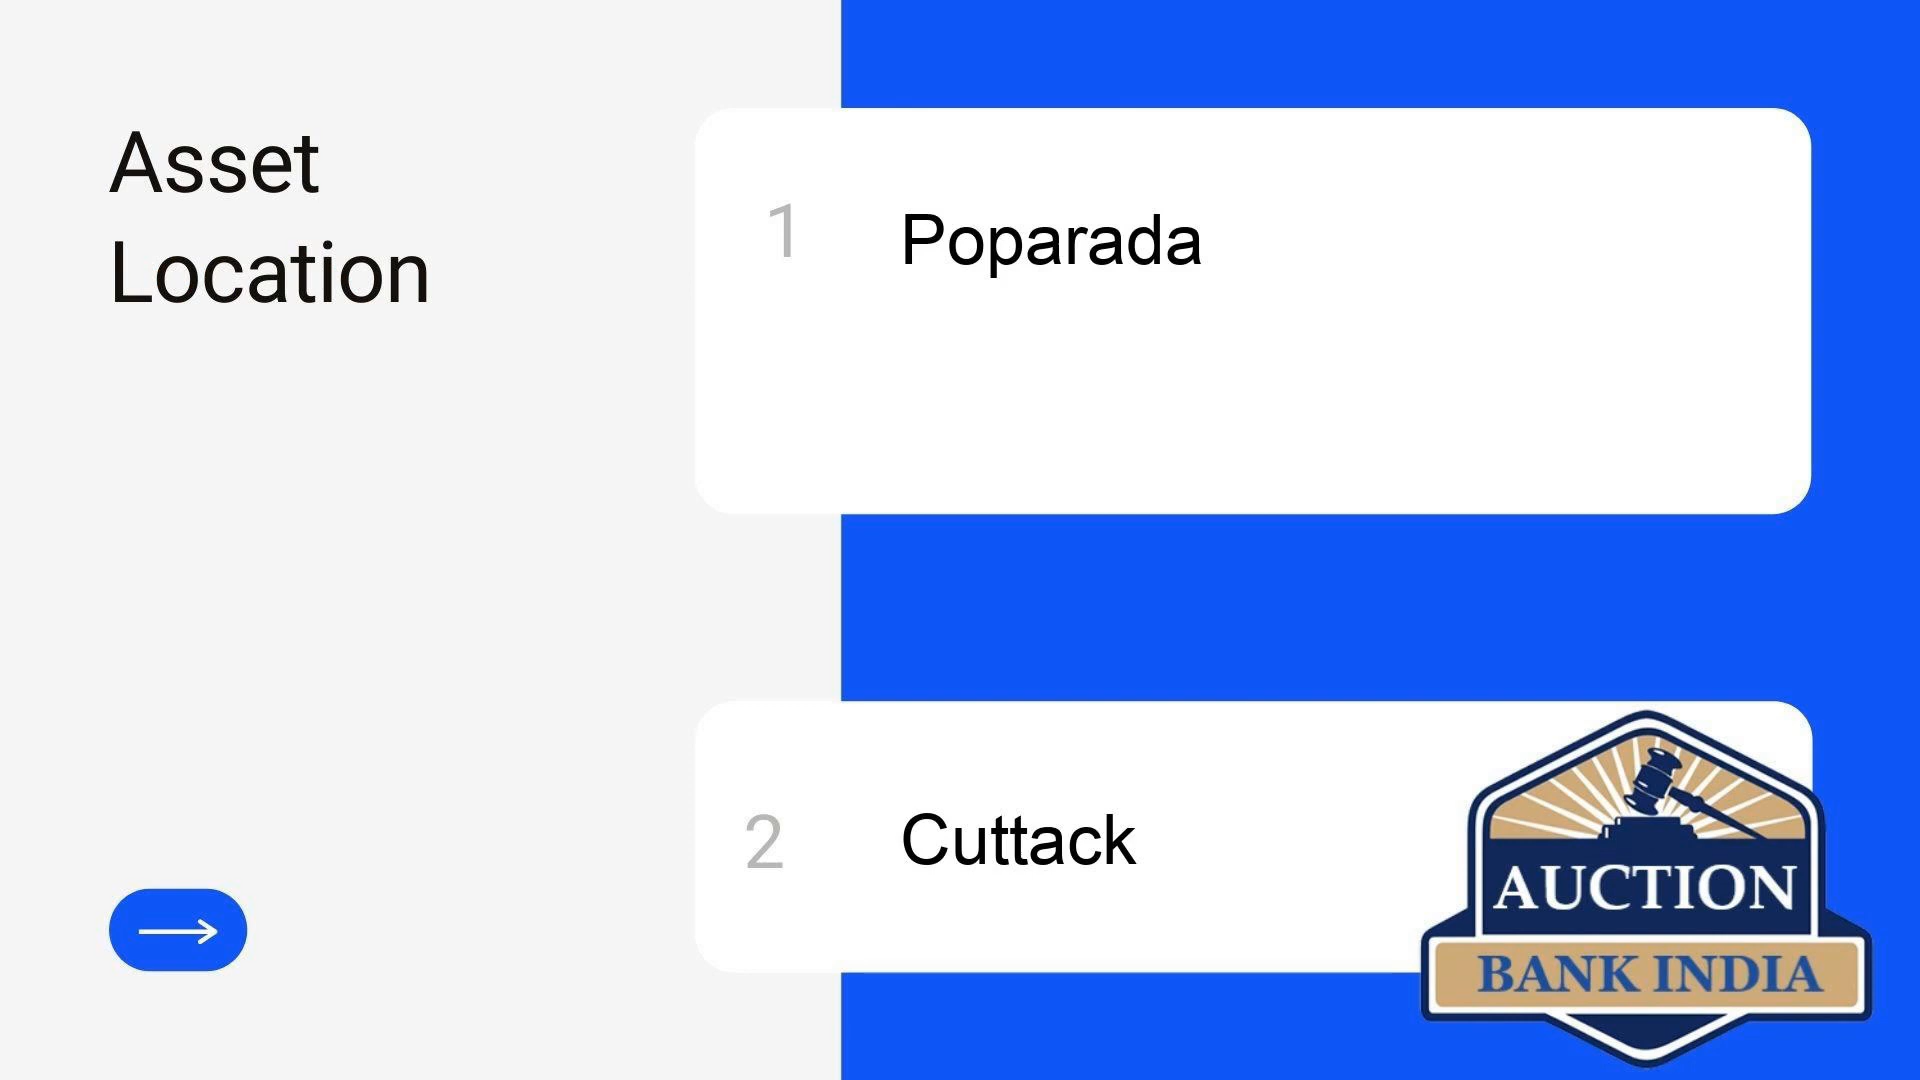 Asset
Location
1 Poparada
2 Cuttack
AUCTION
BANK INDIA